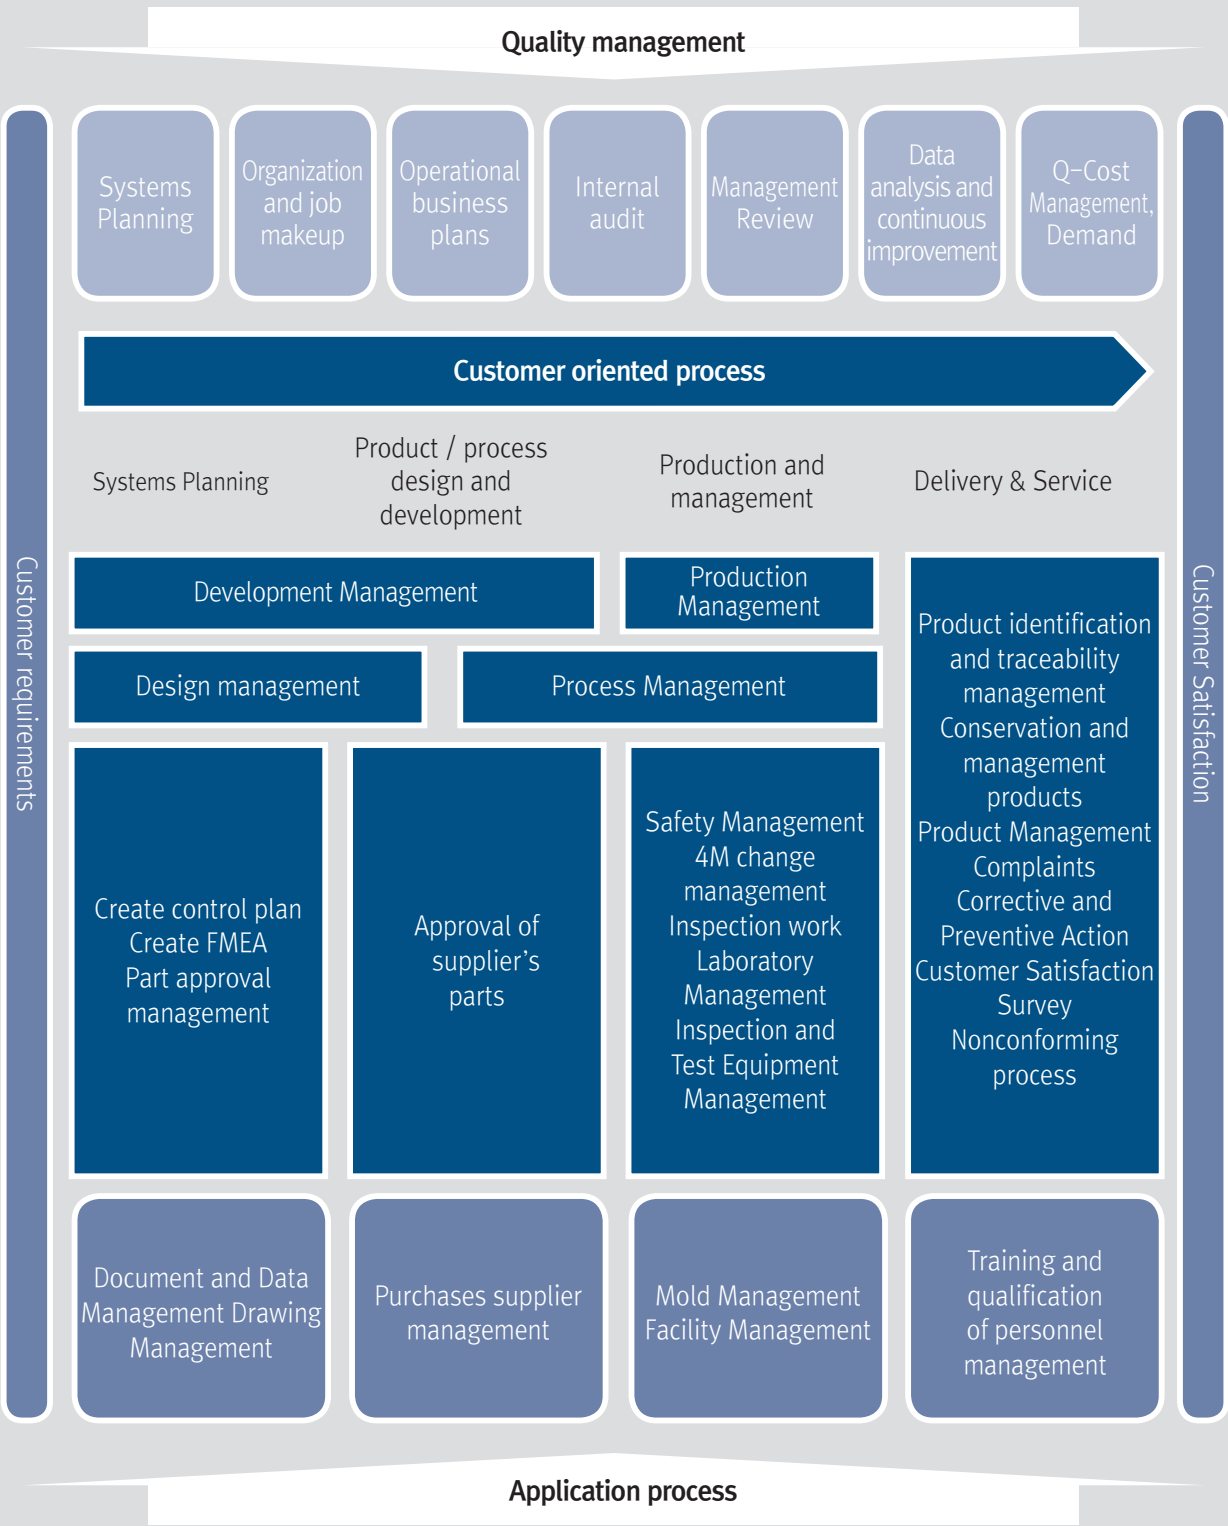 Quality management
Customer requirements
Systems
Planning
Organization
and job
makeup
Operational
business
plans
Internal
audit
Management
Review
Data
analysis and
continuous
improvement
Q-Cost
Management,
Demand
Customer Satisfaction
Customer oriented process
Systems Planning
Product / process
design and
development
Production and
management
Delivery & Service
Development Management
Production
Management
Design management
Process Management
Create control plan
Create FMEA
Part approval
management
Approval of
supplier's
parts
Safety Management
4M change
management
Inspection work
Laboratory
Management
Inspection and
Test Equipment
Management
Product identification
and traceability
management
Conservation and
management
products
Product Management
Complaints
Corrective and
Preventive Action
Customer Satisfaction
Survey
Nonconforming
process
Document and Data
Management Drawing
Management
Purchases supplier
management
Mold Management
Facility Management
Training and
qualification
of personnel
management
Application process